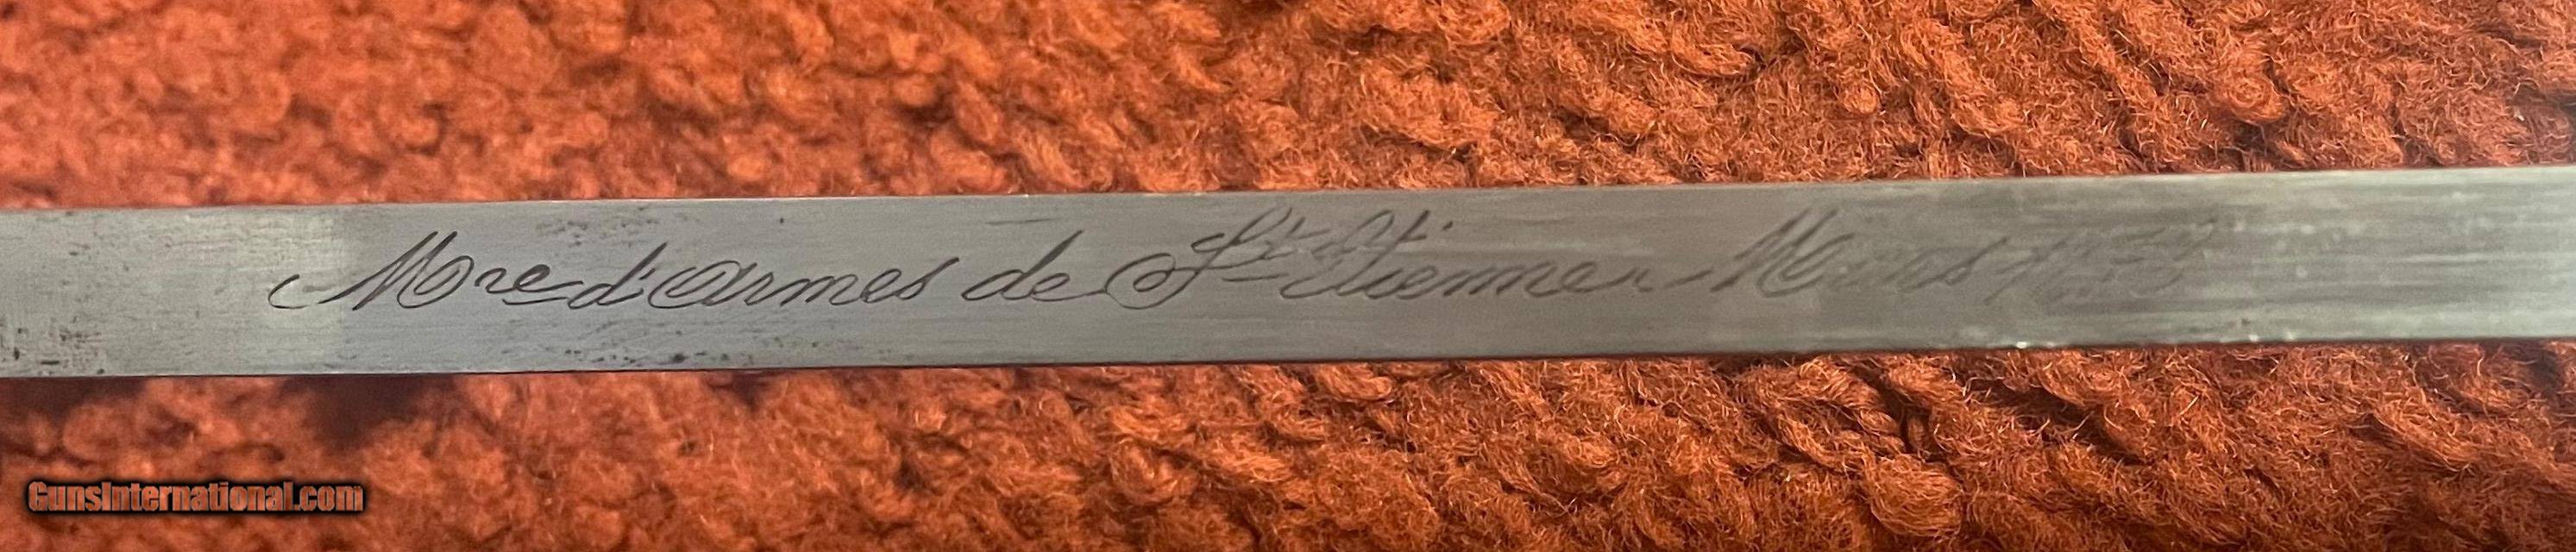 Mre d'armes de St Etienne Mars
GunsInternational.com